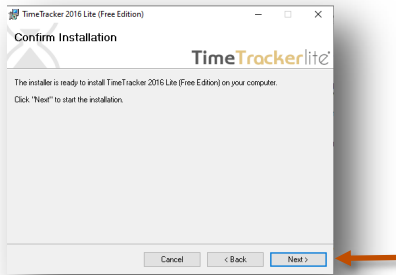 TimeTracker 2016 Lite (Free Edition)
Confirm Installation
TimeTrackerlite
The installer is ready to install TimeTracker 2016 Lite (Free Edition) on your computer.
Click "Next" to start the installation.
Cancel
< Back
Next >